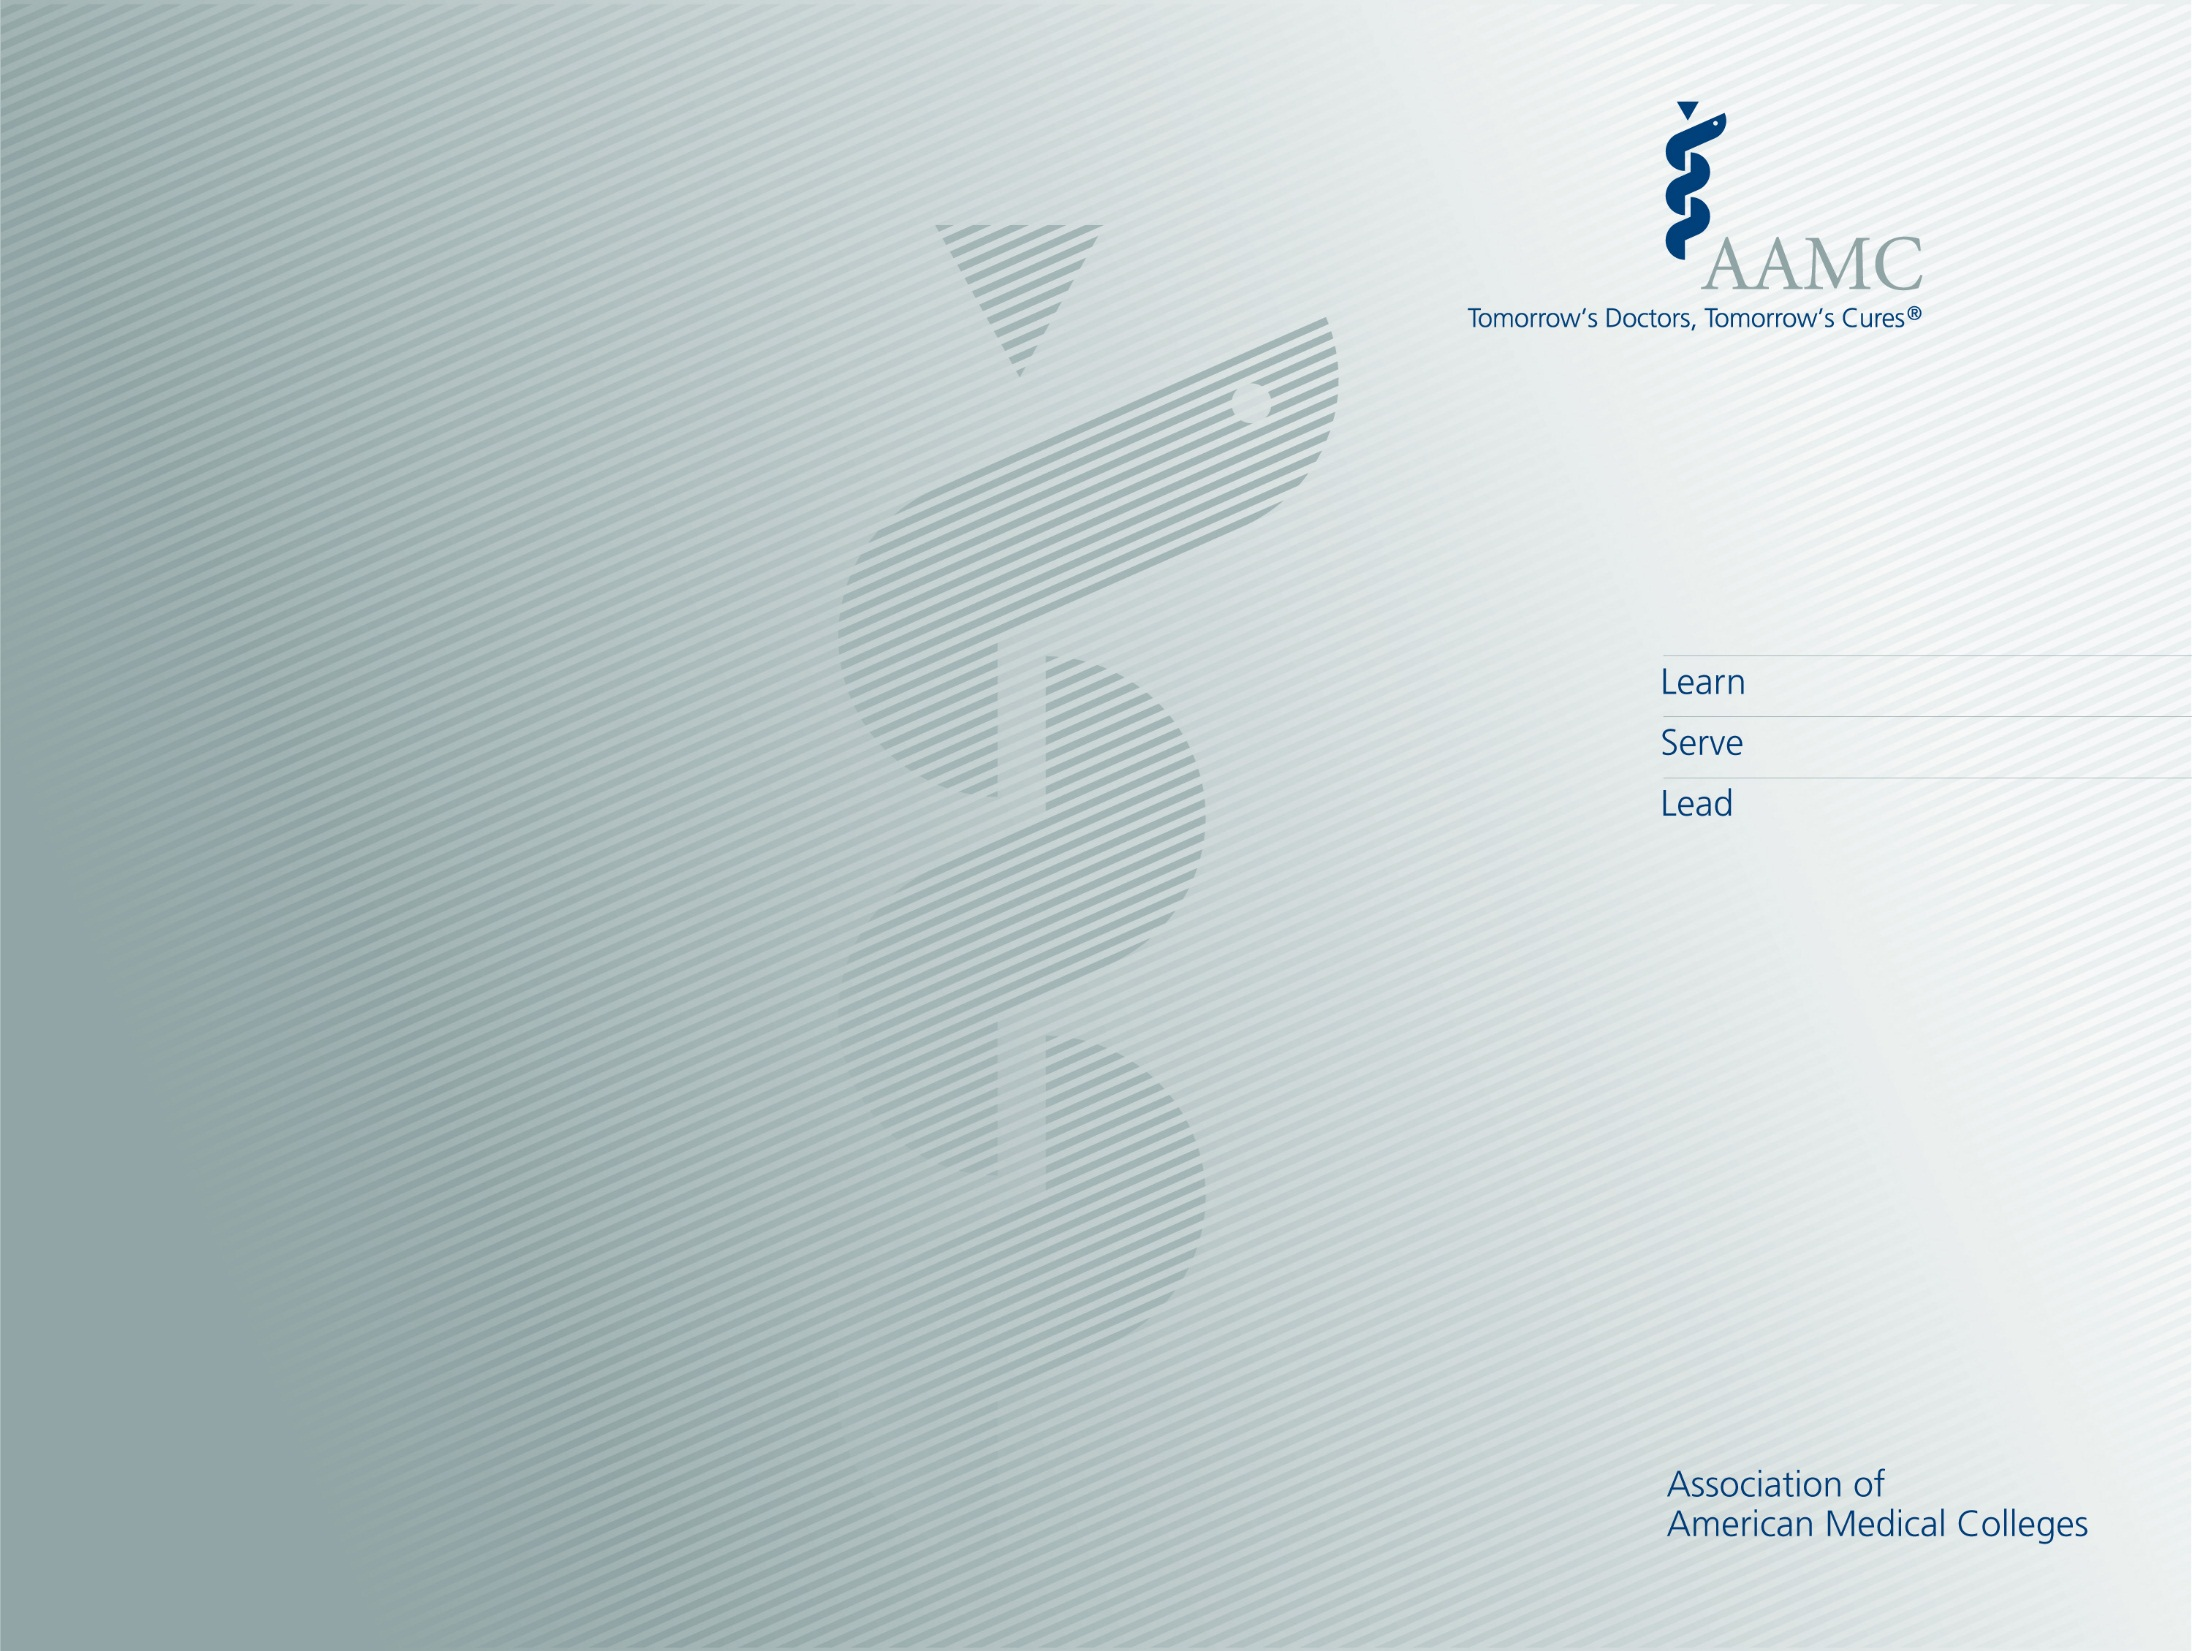 AAMC
Tomorrow's Doctors, Tomorrow's Cures®
Learn
Serve
Lead
Association of
American Medical Colleges